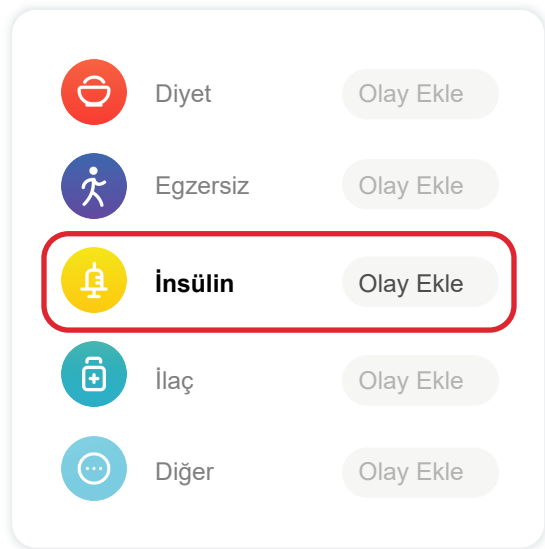 Diyet Olay Ekle
Egzersiz Olay Ekle
İnsülin Olay Ekle
İlaç Olay Ekle
Diğer Olay Ekle